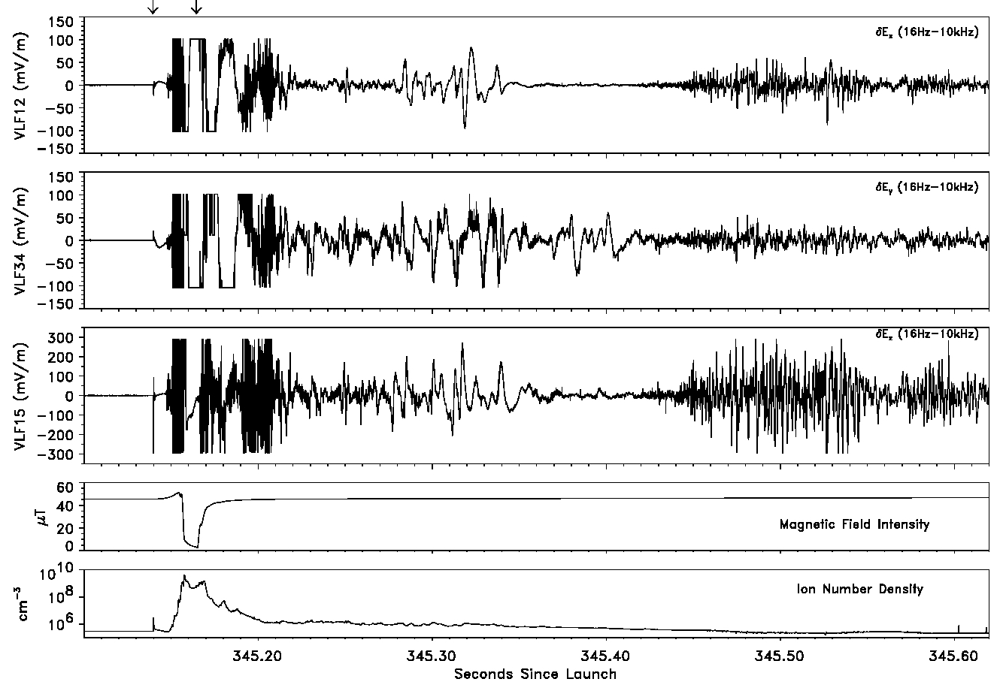 150
100
50
0
−50
−100
−150
VLF12 (mV/m)
δEx (16Hz−10kHz)
150
100
50
0
−50
−100
−150
VLF34 (mV/m)
δEy (16Hz−10kHz)
300
200
100
0
−100
−200
−300
VLF15 (mV/m)
δEz (16Hz−10kHz)
60
40
20
0
μT
Magnetic Field Intensity
10^10
10^8
10^6
cm^−3
Ion Number Density
345.20 345.30 345.40 345.50 345.60
Seconds Since Launch